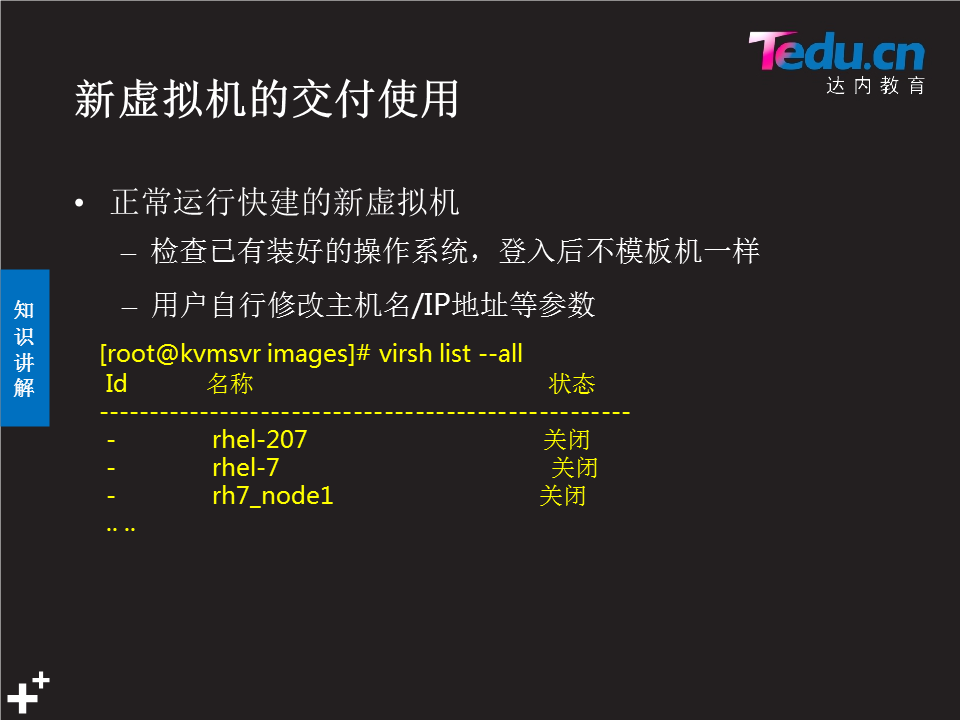 Tedu.cn
达内教育
新虚拟机的交付使用
• 正常运行快建的新虚拟机
– 检查已有装好的操作系统，登入后不模板机一样
– 用户自行修改主机名/IP地址等参数
知识讲解
[root@kvmsvr images]# virsh list --all
Id 名称 状态
-----------------------------------------------------
- rhel-207 关闭
- rhel-7 关闭
- rh7_node1 关闭
.. ..